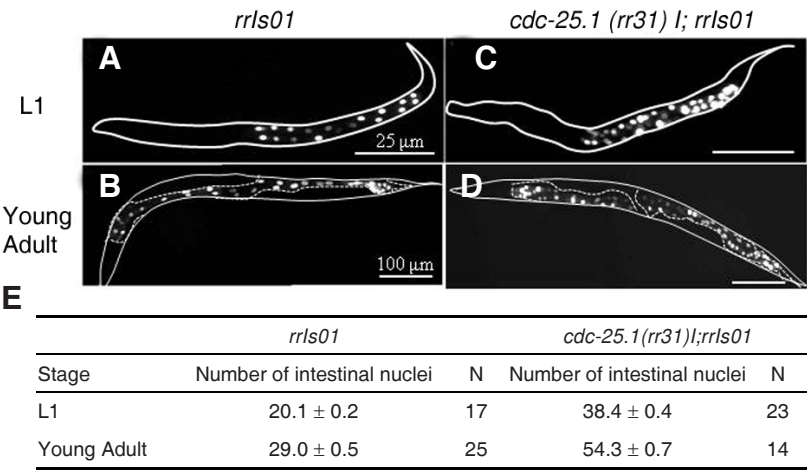 rrIs01
cdc-25.1 (rr31) I; rrIs01
L1
A
25 µm
C
Young
Adult
B
100 µm
D
E
rrIs01 cdc-25.1(rr31)I;rrIs01
Stage Number of intestinal nuclei N Number of intestinal nuclei N
L1 20.1 ± 0.2 17 38.4 ± 0.4 23
Young Adult 29.0 ± 0.5 25 54.3 ± 0.7 14